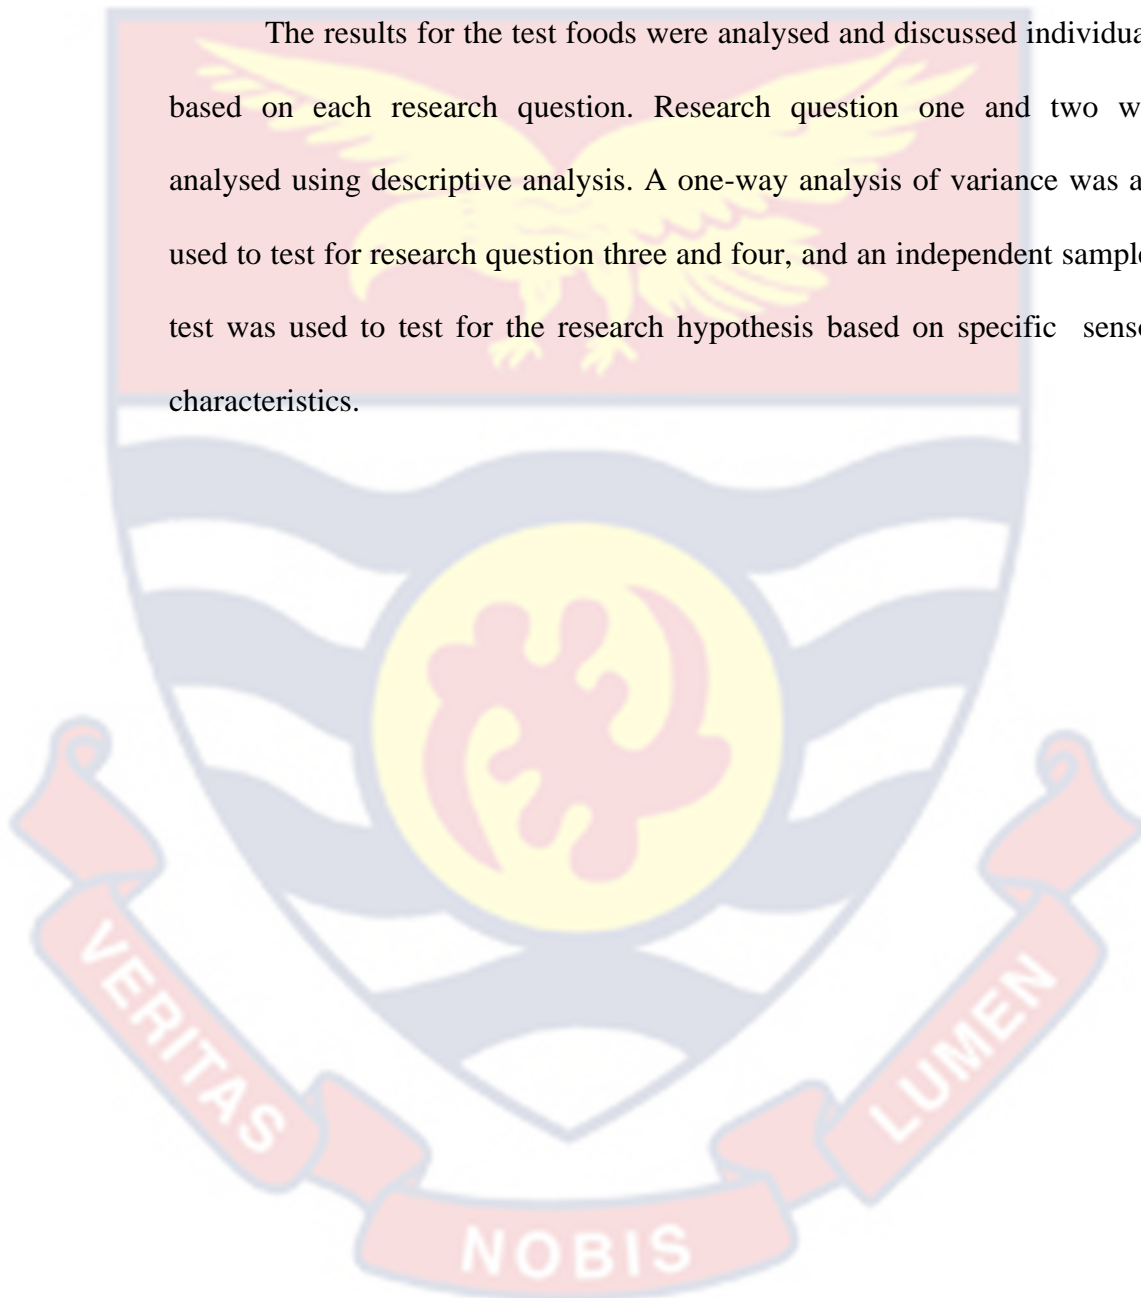 The results for the test foods were analysed and discussed individua
based on each research question. Research question one and two w
analysed using descriptive analysis. A one-way analysis of variance was a
used to test for research question three and four, and an independent sample
test was used to test for the research hypothesis based on specific senso
characteristics.
VERITAS
NOBIS
LUMEN